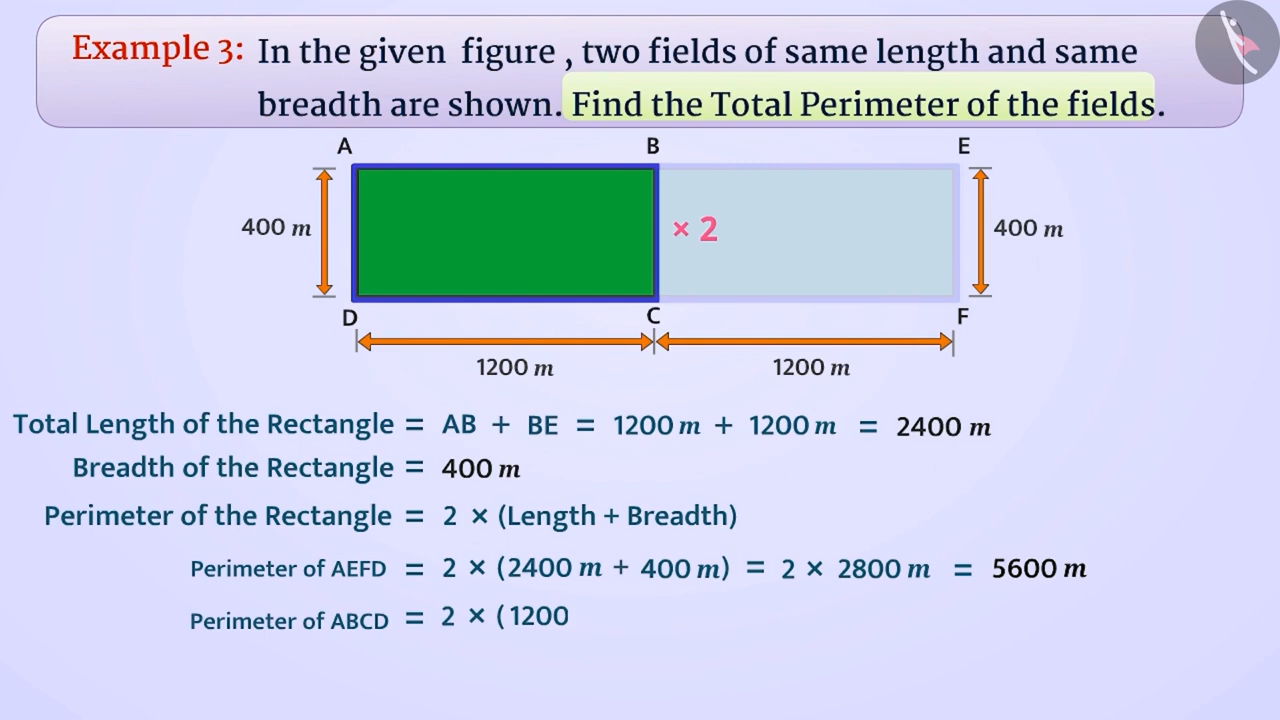 Example 3: In the given figure , two fields of same length and same
breadth are shown. Find the Total Perimeter of the fields.
A B E
400 m × 2 400 m
D C F
1200 m 1200 m
Total Length of the Rectangle = AB + BE = 1200 m + 1200 m = 2400 m
Breadth of the Rectangle = 400 m
Perimeter of the Rectangle = 2 × (Length + Breadth)
Perimeter of AEFD = 2 × (2400 m + 400 m) = 2 × 2800 m = 5600 m
Perimeter of ABCD = 2 × (1200